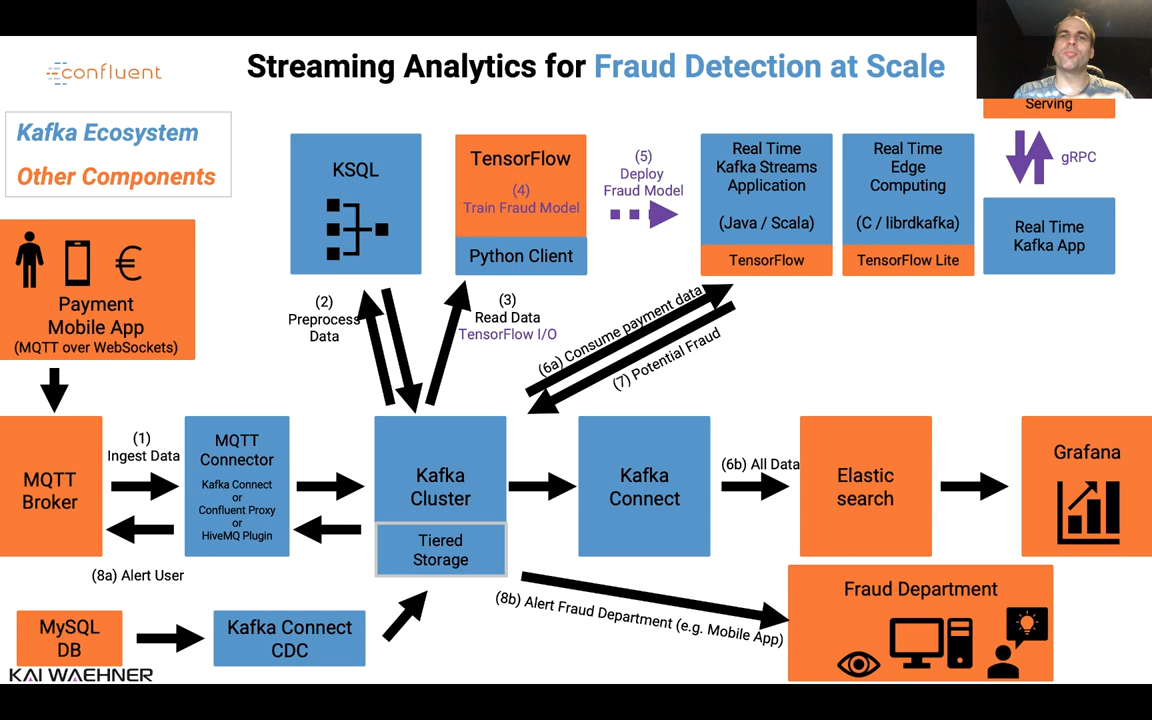 confluent
Streaming Analytics for Fraud Detection at Scale
Kafka Ecosystem
Other Components
Payment
Mobile App
(MQTT over WebSockets)
KSQL
TensorFlow
(4)
Train Fraud Model
Python Client
(5)
Deploy
Fraud Model
Real Time
Kafka Streams
Application
(Java / Scala)
TensorFlow
Real Time
Edge
Computing
(C / librdkafka)
TensorFlow Lite
Serving
gRPC
Real Time
Kafka App
(2)
Preprocess
Data
(3)
Read Data
TensorFlow I/O
(6a) Consume payment data
(7) Potential Fraud
MQTT
Broker
(1)
Ingest Data
MQTT
Connector
Kafka Connect
or
Confluent Proxy
or
HiveMQ Plugin
Kafka
Cluster
Tiered
Storage
Kafka
Connect
(6b) All Data
Elastic
search
Grafana
(8a) Alert User
(8b) Alert Fraud Department (e.g. Mobile App)
Fraud Department
MySQL
DB
Kafka Connect
CDC
KAI WAEHNER